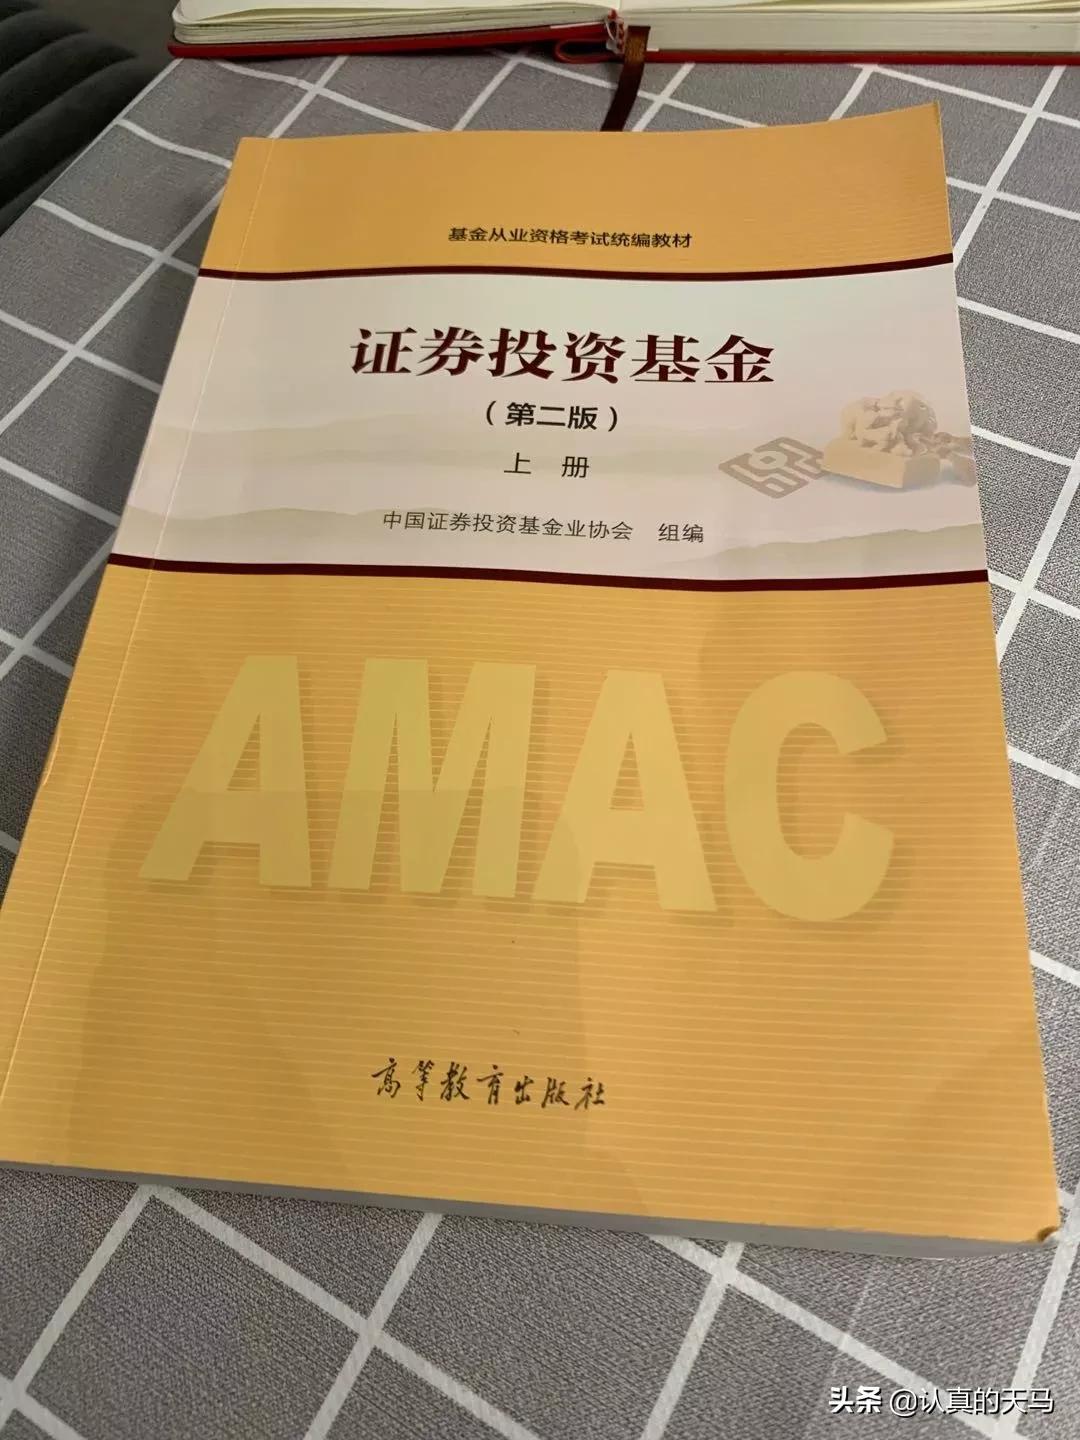 基金从业资格考试统编教材
证券投资基金
（第二版）
上 册
中国证券投资基金业协会 组编
AMAC
高等教育出版社
头条 @认真的天马